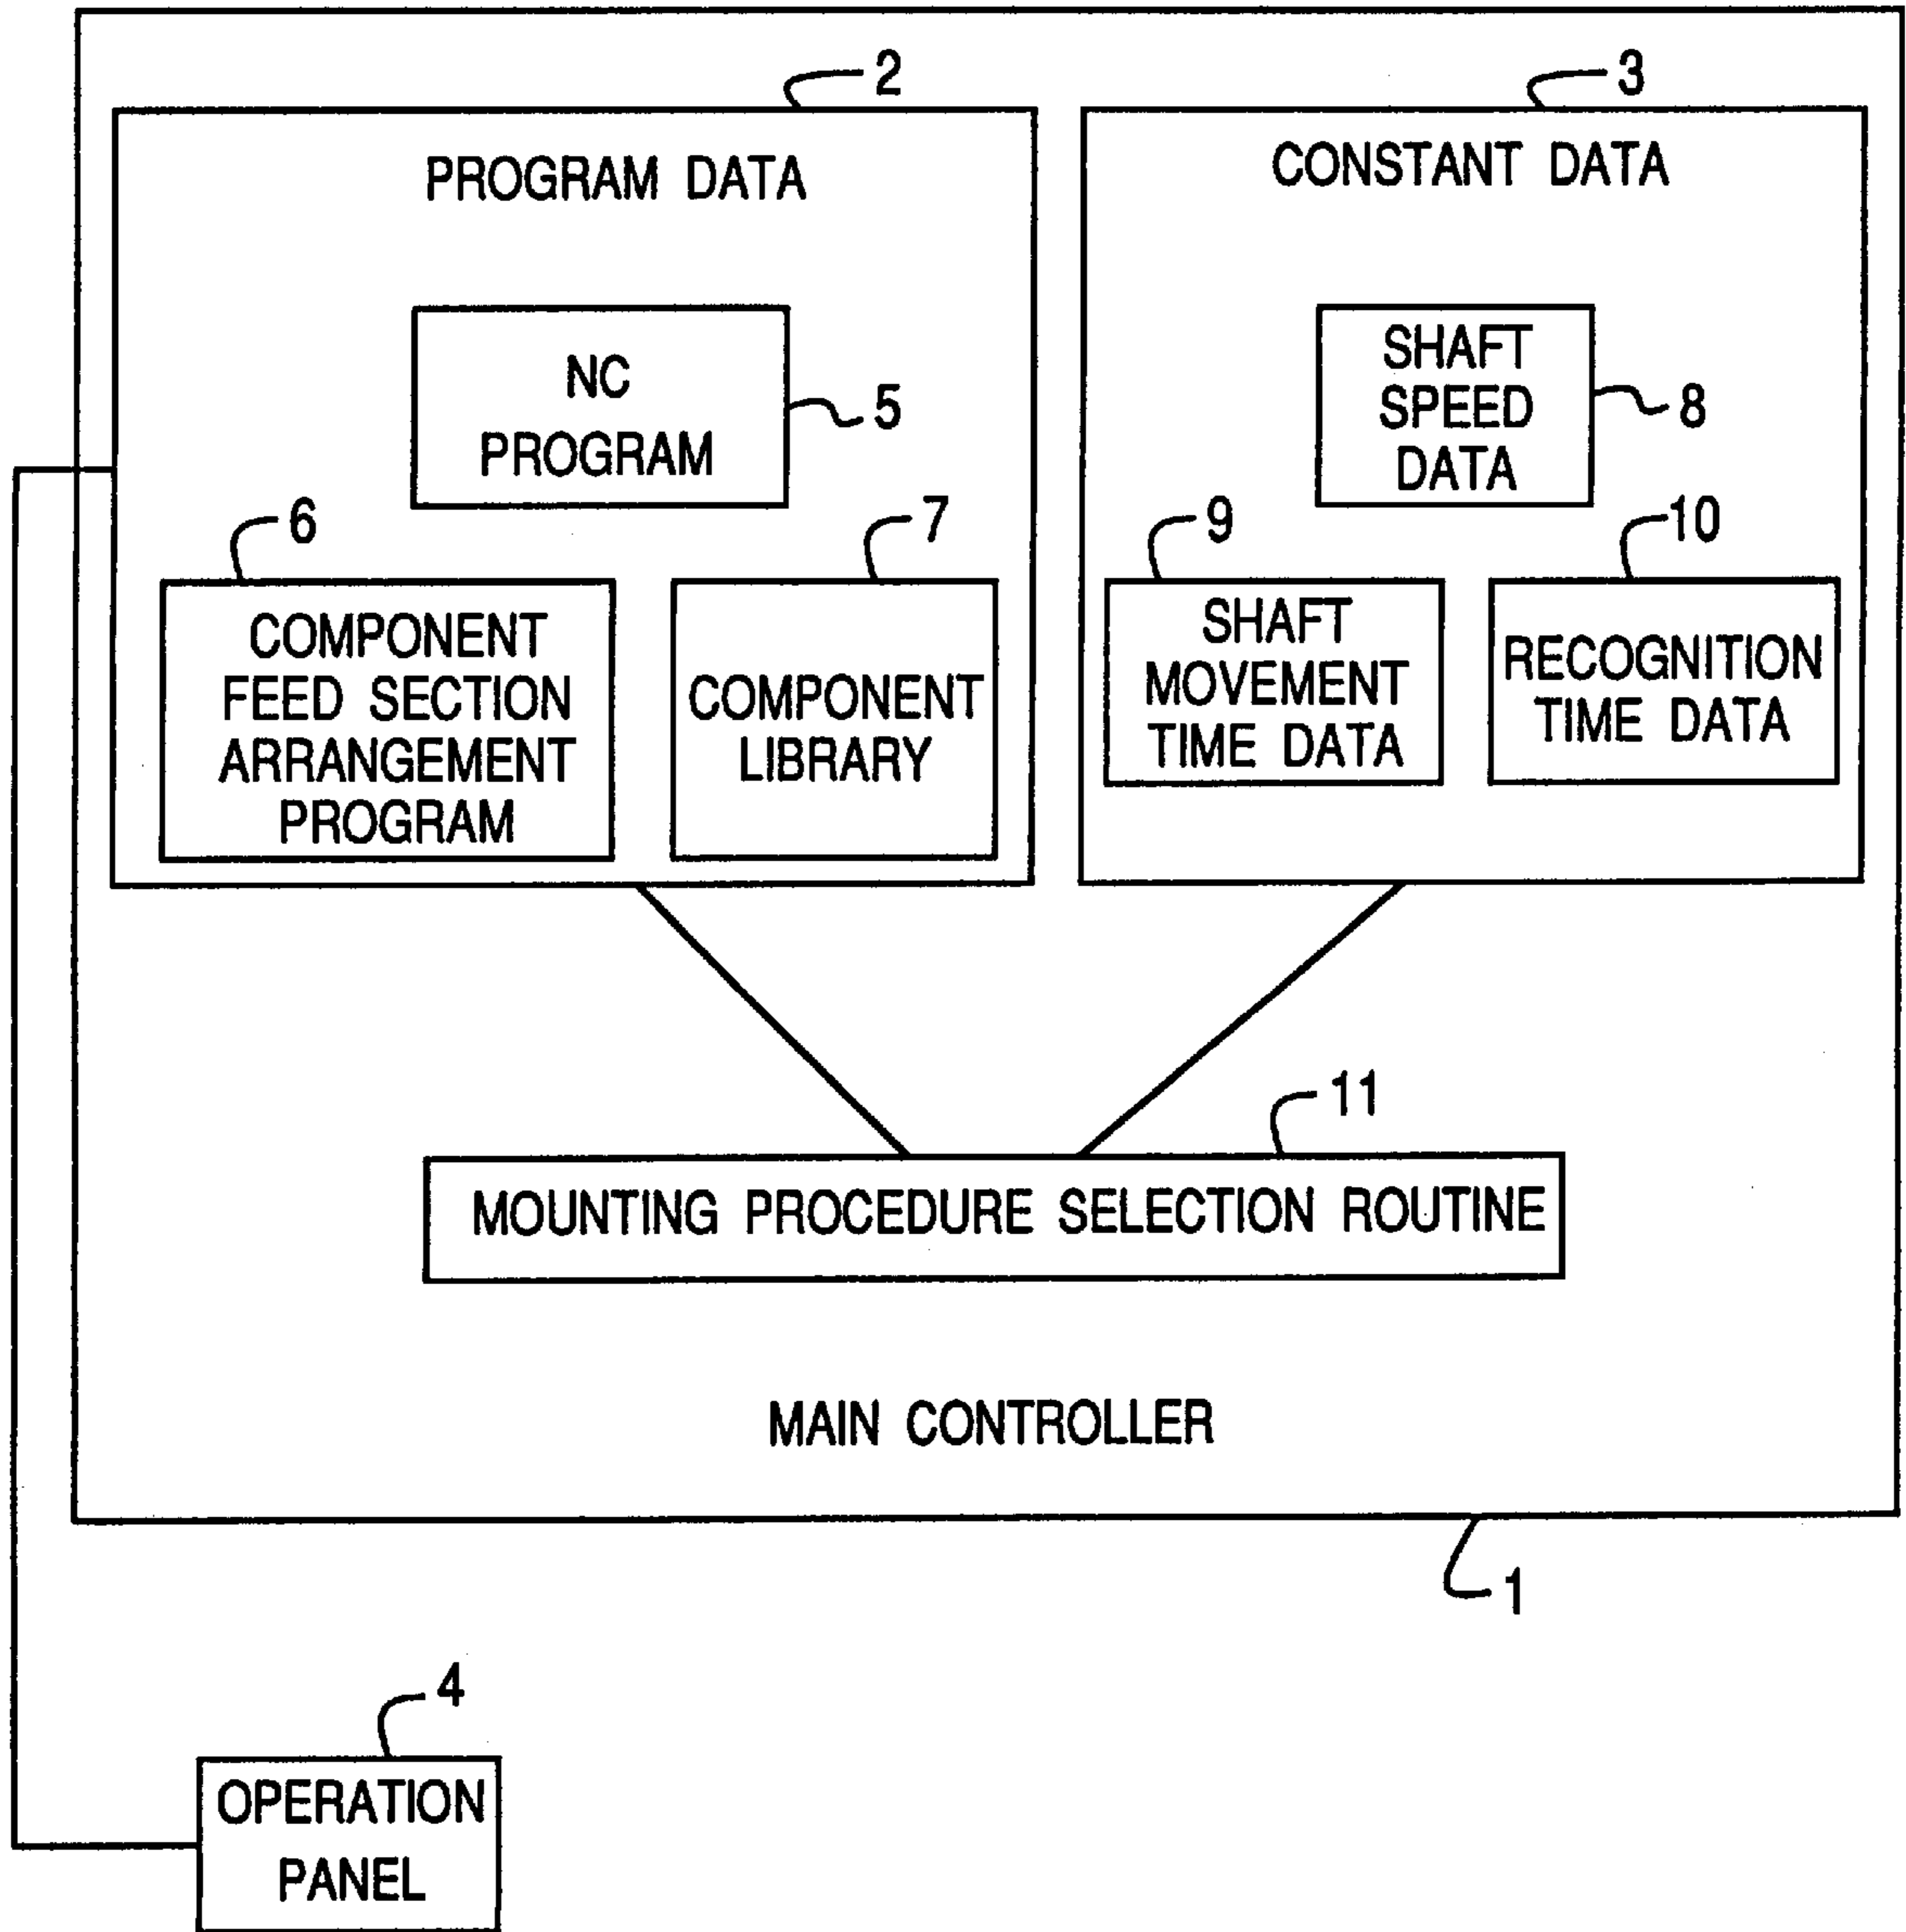 2
3
PROGRAM DATA
CONSTANT DATA
NC
PROGRAM
5
SHAFT
SPEED
DATA
8
6
7
9
10
COMPONENT
FEED SECTION
ARRANGEMENT
PROGRAM
COMPONENT
LIBRARY
SHAFT
MOVEMENT
TIME DATA
RECOGNITION
TIME DATA
11
MOUNTING PROCEDURE SELECTION ROUTINE
MAIN CONTROLLER
1
4
OPERATION
PANEL